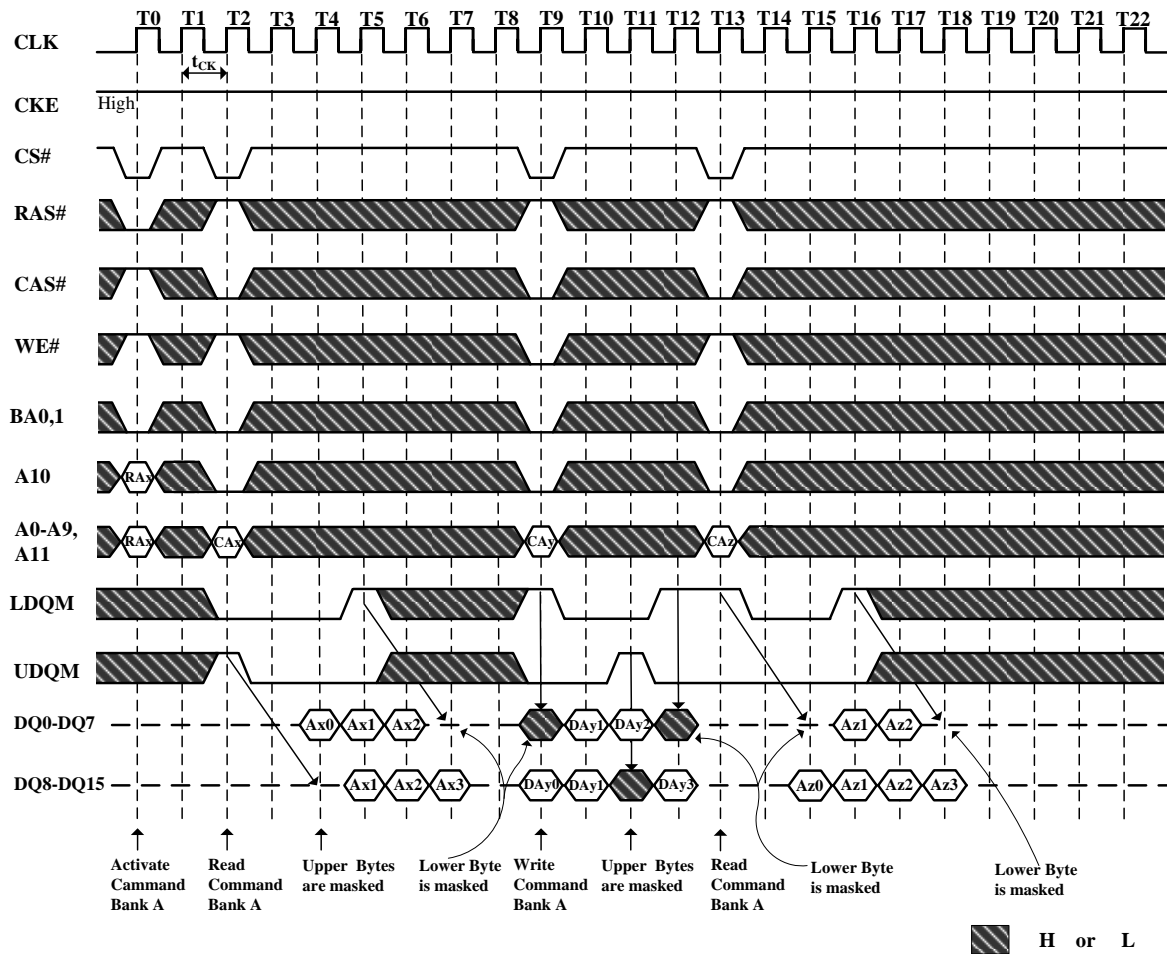 T0 T1 T2 T3 T4 T5 T6 T7 T8 T9 T10 T11 T12 T13 T14 T15 T16 T17 T18 T19 T20 T21 T22
CLK
tCK
CKE High
CS#
RAS#
CAS#
WE#
BA0,1
A10 RAx
A0-A9,
A11
RAx CAx CAy CAz
LDQM
UDQM
DQ0-DQ7 Ax0 Ax1 Ax2 DAy1 DAy2 Az1 Az2
DQ8-DQ15 Ax1 Ax2 Ax3 DAy0 DAy1 DAy3 Az0 Az1 Az2 Az3
Activate
Cammand
Bank A
Read
Command
Bank A
Upper Bytes
are masked
Lower Byte
is masked
Write
Command
Bank A
Upper Bytes
are masked
Read
Command
Bank A
Lower Byte
is masked
Lower Byte
is masked
H or L